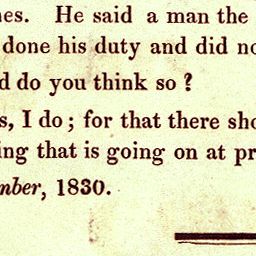 nes. He said a man the
done his duty and did no
d do you think so?
s, I do; for that there sho
ing that is going on at pr
mber, 1830.